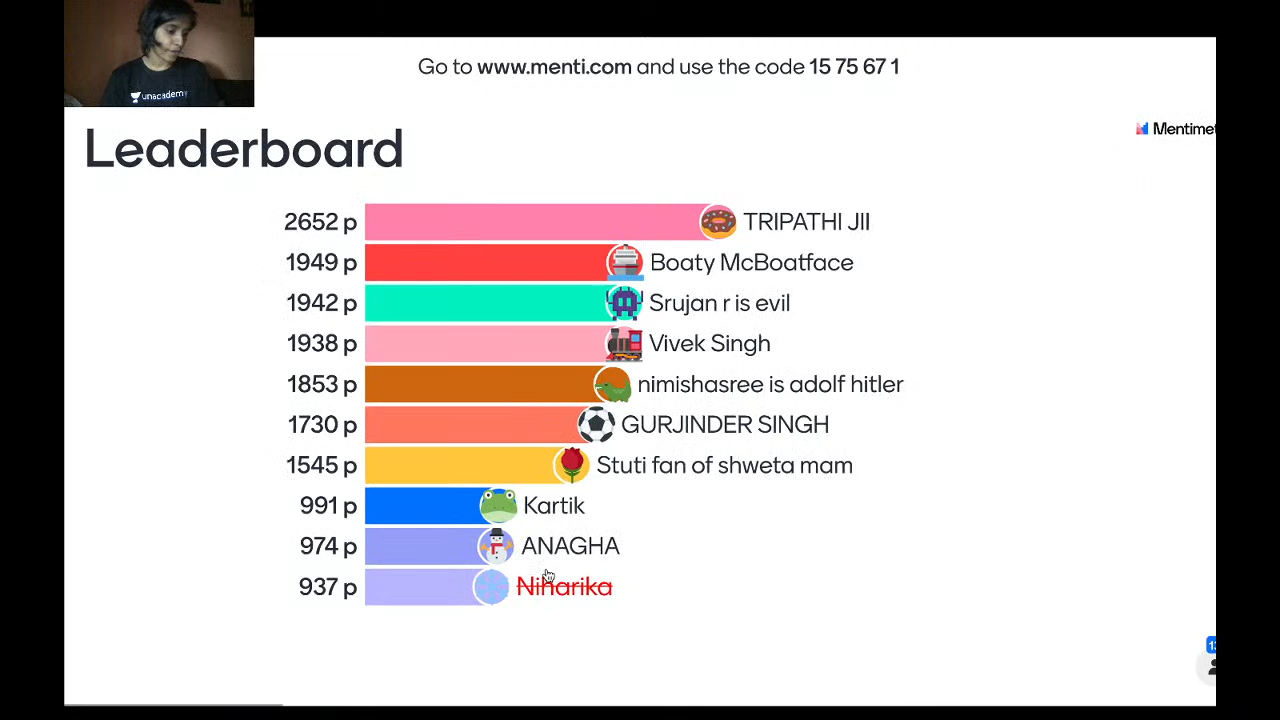 unacademy
Go to www.menti.com and use the code 15 75 67 1
Mentimet
Leaderboard
2652 p TRIPATHI JII
1949 p Boaty McBoatface
1942 p Srujan r is evil
1938 p Vivek Singh
1853 p nimishasree is adolf hitler
1730 p GURJINDER SINGH
1545 p Stuti fan of shweta mam
991 p Kartik
974 p ANAGHA
937 p Niharika